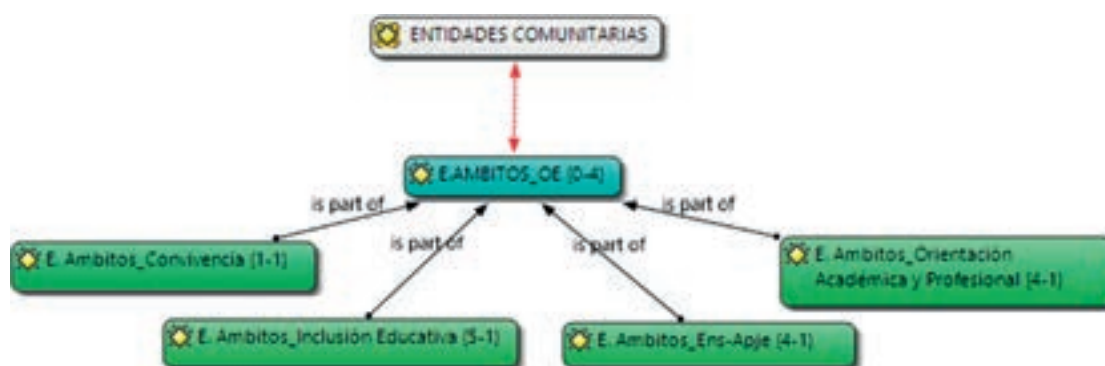 ENTIDADES COMUNITARIAS
E.AMBITOS_OE {0-4}
is part of
is part of
is part of
is part of
E. Ambitos_Convivencia {1-1}
E. Ambitos_Orientación
Académica y Profesional {4-1}
E. Ambitos_Inclusión Educativa {5-1}
E. Ambitos_Ens-Apje {4-1}